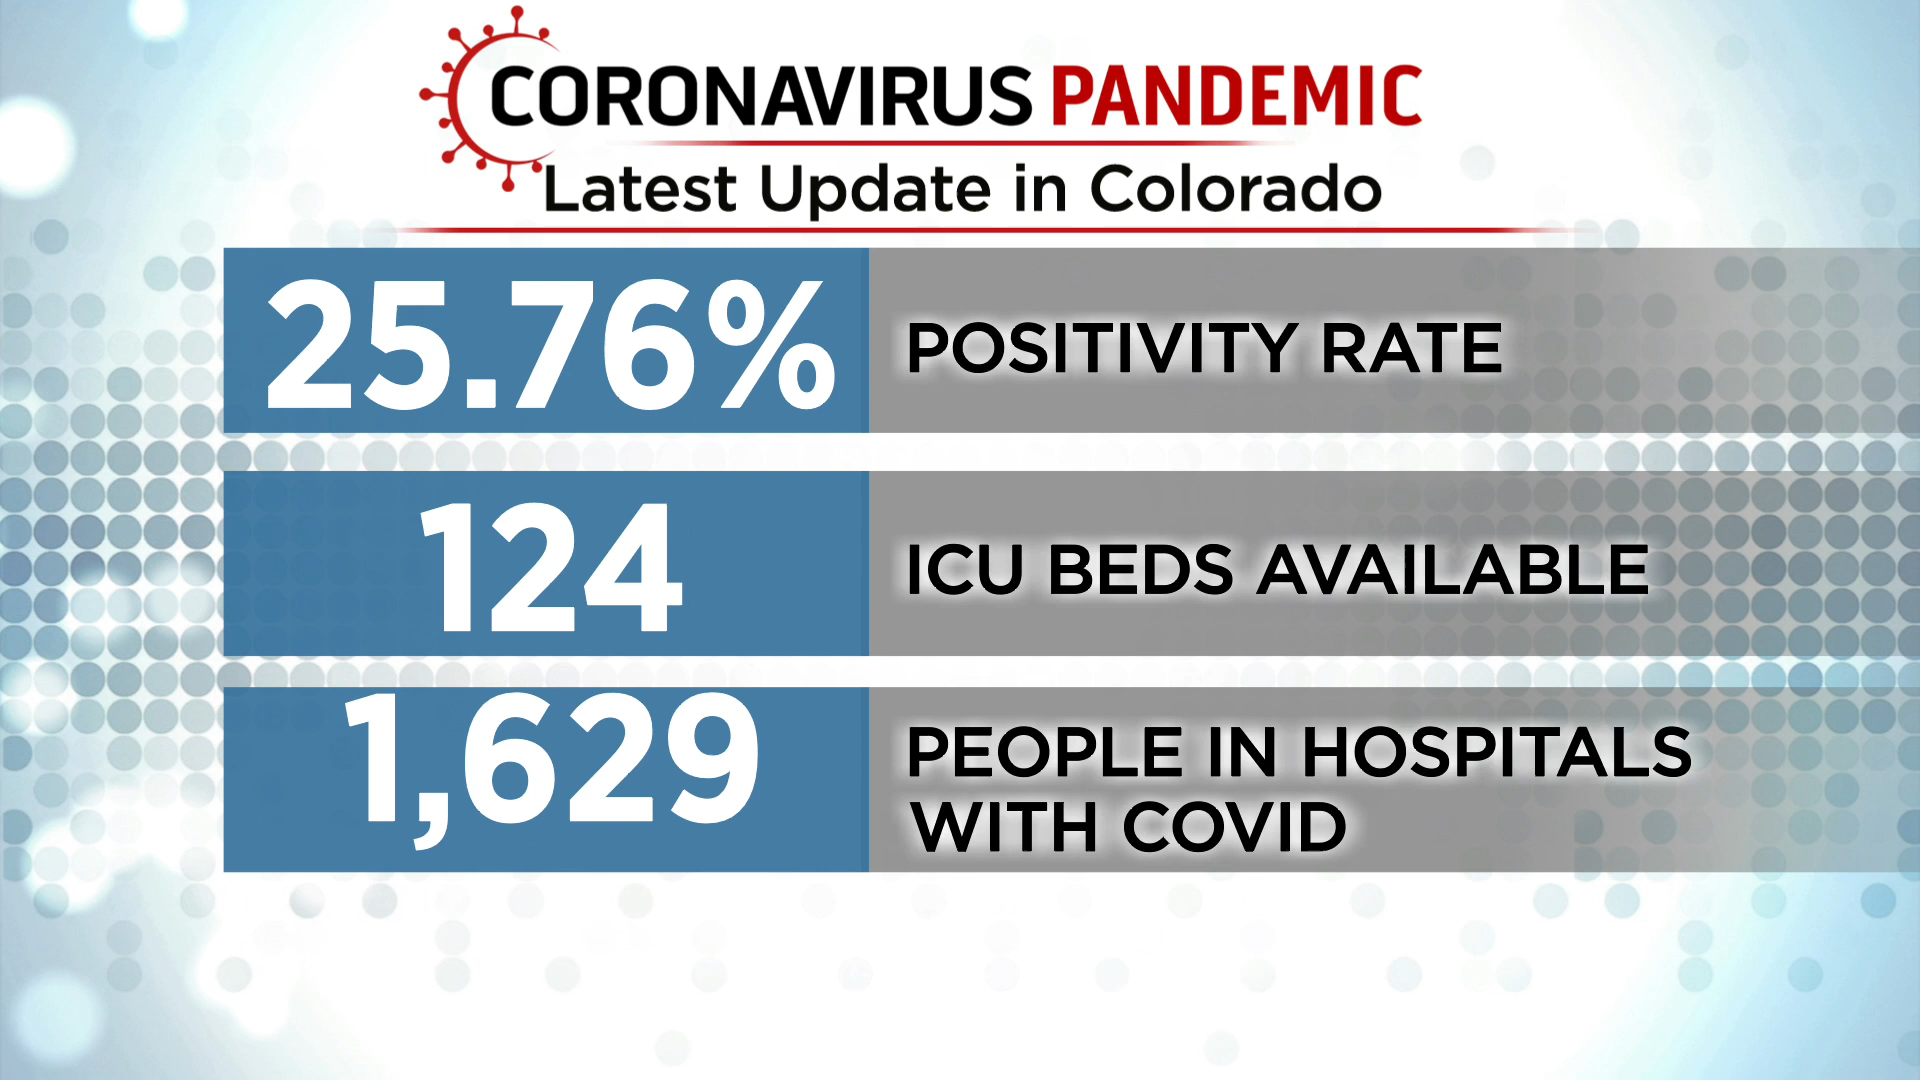 CORONAVIRUS PANDEMIC
Latest Update in Colorado
25.76% POSITIVITY RATE
124 ICU BEDS AVAILABLE
1,629 PEOPLE IN HOSPITALS
WITH COVID